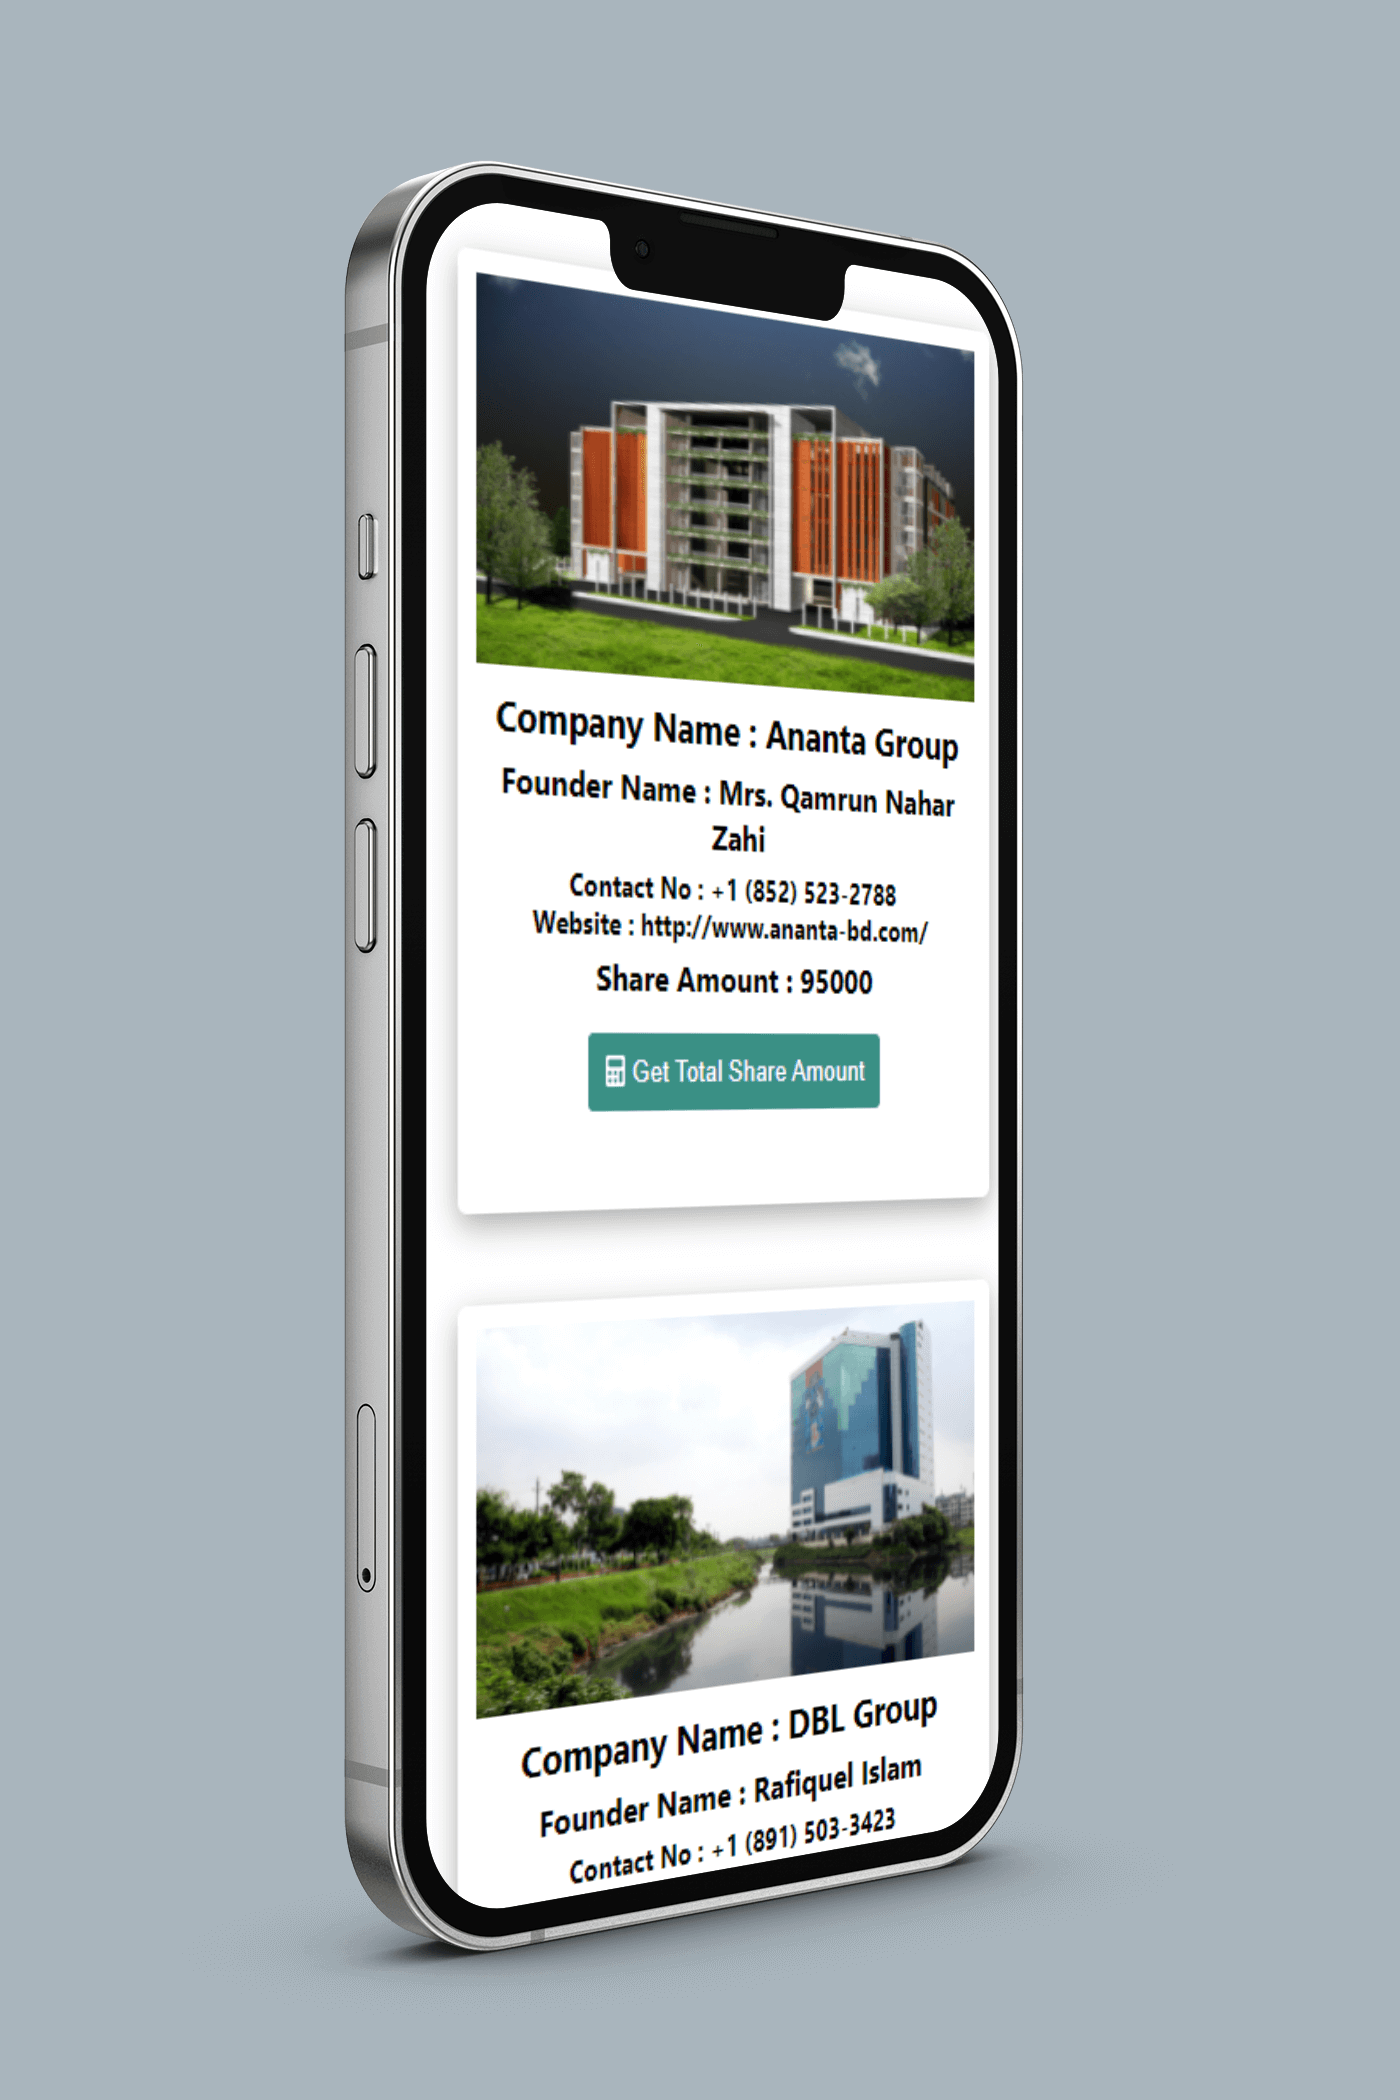 Company Name : Ananta Group
Founder Name : Mrs. Qamrun Nahar
Zahi
Contact No : +1 (852) 523-2788
Website : http://www.ananta-bd.com/
Share Amount : 95000
Get Total Share Amount
Company Name : DBL Group
Founder Name : Rafiquel Islam
Contact No : +1 (891) 503-3423